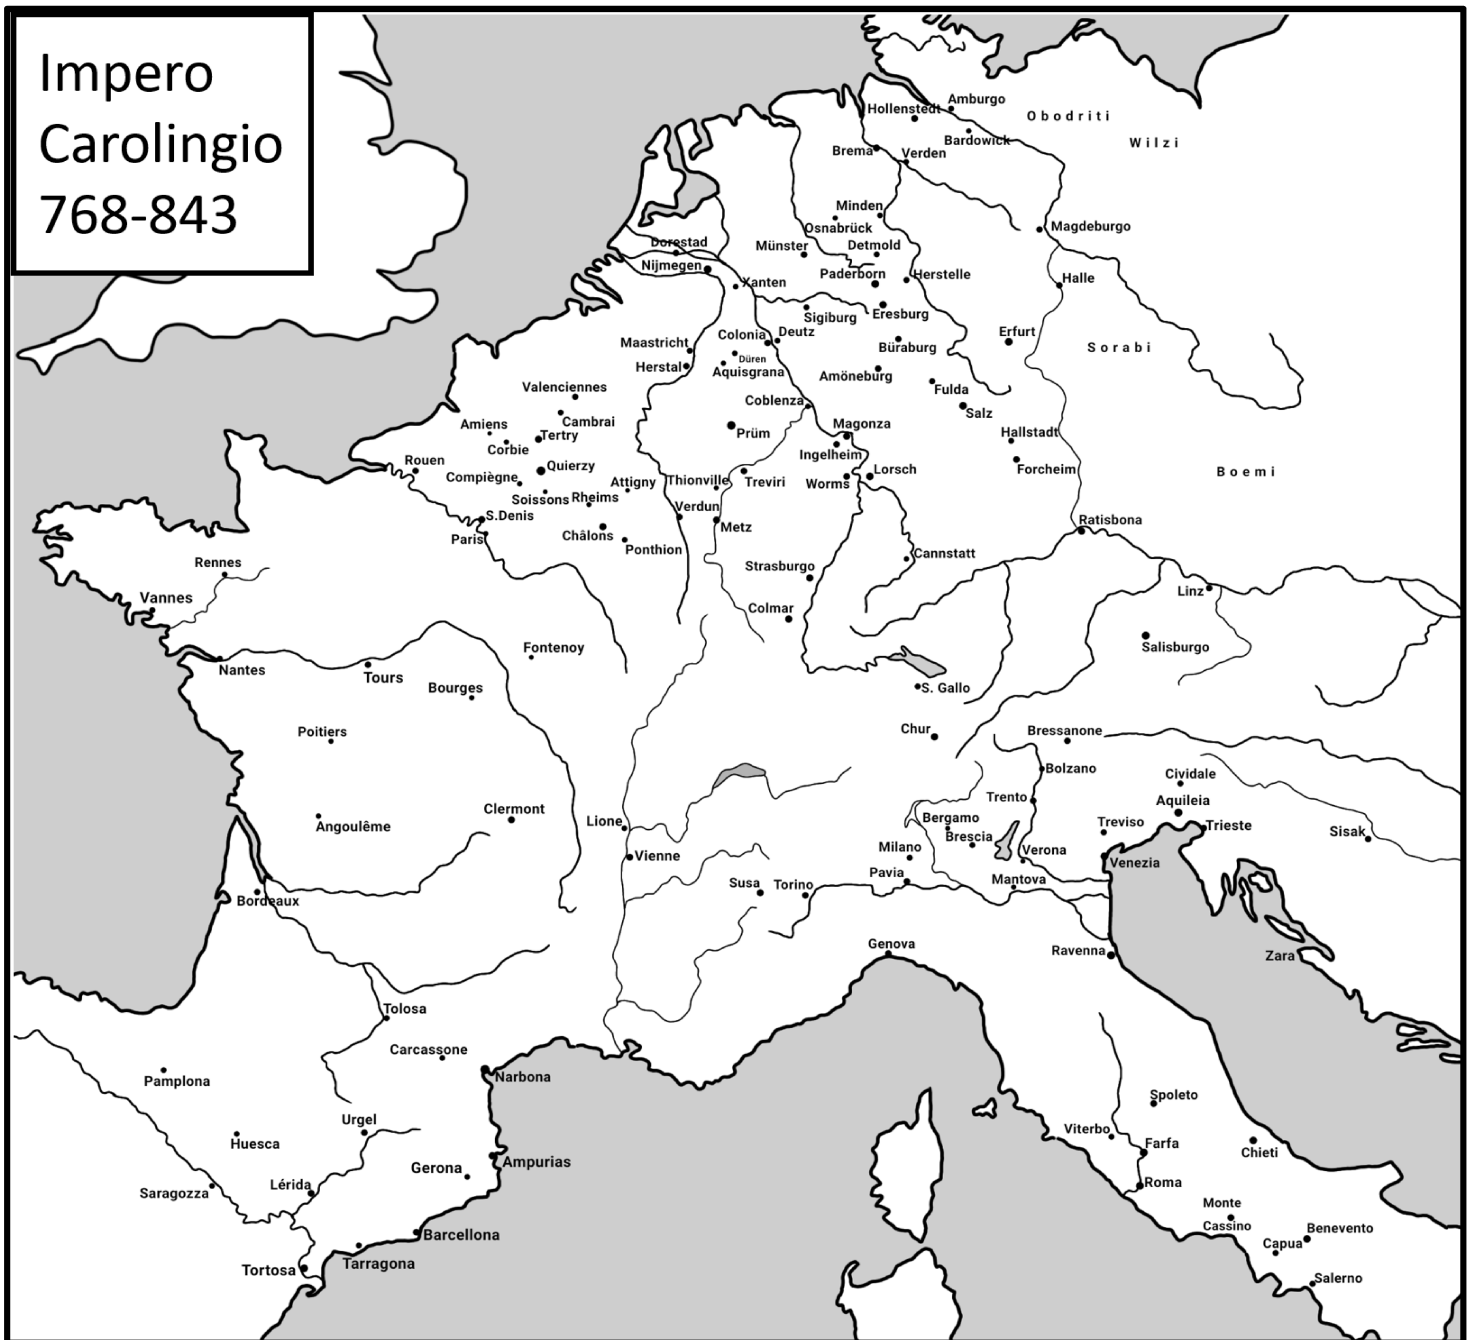 Impero
Carolingio
768-843
Amburgo
Hollenstedt
Obodriti
Bardowick
Wilzi
Brema
Verden
Minden
Osnabrück
Magdeburgo
Dorestad
Münster
Detmold
Nijmegen
Paderborn
Herstelle
Halle
Xanten
Sigiburg
Eresburg
Erfurt
Colonia
Deutz
Maastricht
Büraburg
Sorabi
Düren
Herstal
Aquisgrana
Amöneburg
Fulda
Valenciennes
Coblenza
Salz
Cambrai
Amiens
Magonza
Tertry
Prüm
Hallstadt
Corbie
Ingelheim
Rouen
Quierzy
Lorsch
Forcheim
Boemi
Compiègne
Attigny
Thionville
Treviri
Worms
Soissons
Rheims
Verdun
S.Denis
Metz
Ratisbona
Paris
Châlons
Ponthion
Cannstatt
Rennes
Strasburgo
Linz
Vannes
Colmar
Fontenoy
Salisburgo
Nantes
Tours
Bourges
S. Gallo
Poitiers
Chur
Bressanone
Bolzano
Cividale
Trento
Aquileia
Clermont
Angoulême
Lione
Bergamo
Treviso
Trieste
Sisak
Brescia
Milano
Verona
Vienne
Venezia
Pavia
Mantova
Susa
Torino
Bordeaux
Genova
Ravenna
Zara
Tolosa
Carcassone
Narbona
Pamplona
Spoleto
Urgel
Viterbo
Huesca
Farfa
Chieti
Ampurias
Gerona
Roma
Lérida
Saragozza
Monte
Cassino
Benevento
Barcellona
Capua
Tarragona
Tortosa
Salerno